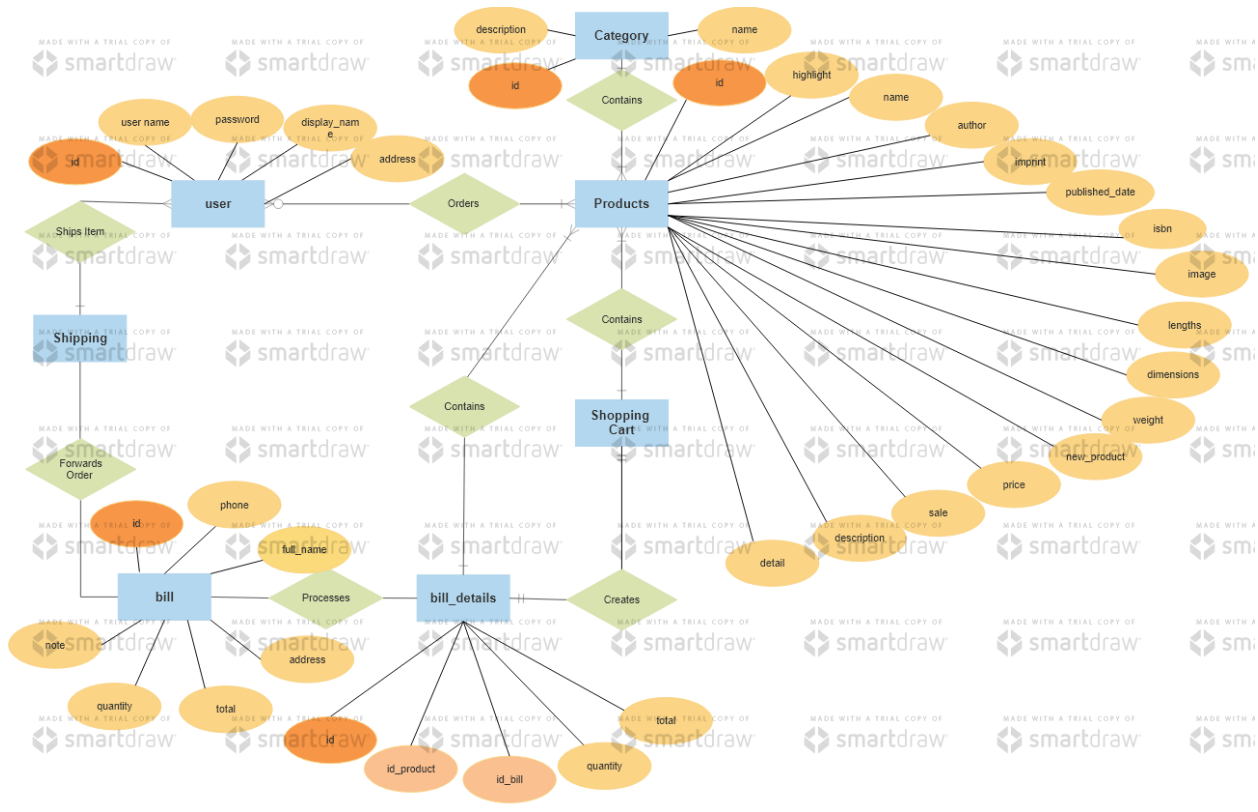 description
Category
name
id
Contains
id
highlight
name
author
imprint
published_date
isbn
image
lengths
dimensions
weight
new_product
price
sale
description
detail
user name
password
display_nam
e
address
id
user
Orders
Products
Ships Item
Shipping
Contains
Contains
Shopping
Cart
Forwards
Order
id
phone
full_name
bill
Processes
bill_details
Creates
note
quantity
total
address
id
id_product
id_bill
quantity
total
MADE WITH A TRIAL COPY OF
smartdraw